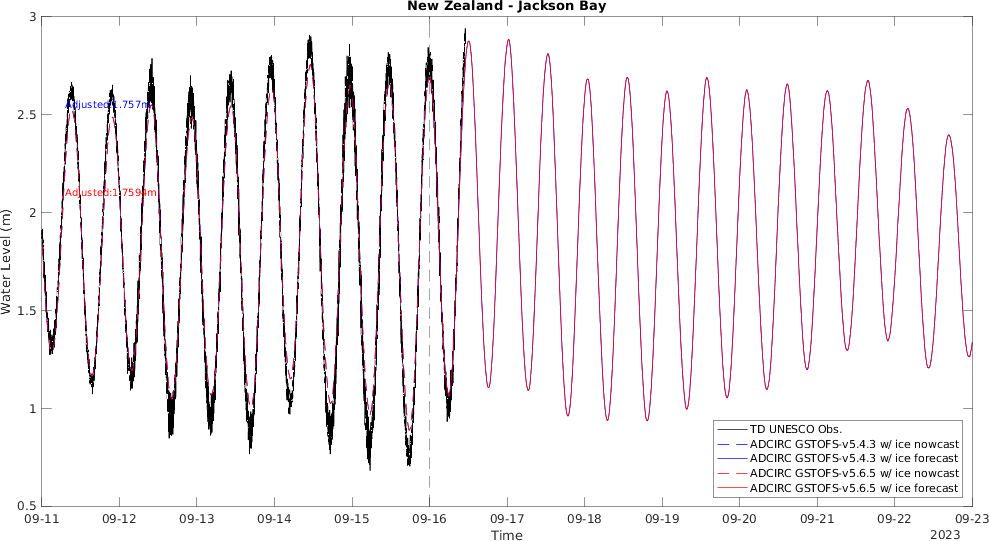 New Zealand - Jackson Bay
3
2.5
2
1.5
1
0.5
Water Level (m)
Adjusted:1.757m
Adjusted:1.7594m
TD UNESCO Obs.
ADCIRC GSTOFS-v5.4.3 w/ ice nowcast
ADCIRC GSTOFS-v5.4.3 w/ ice forecast
ADCIRC GSTOFS-v5.6.5 w/ ice nowcast
ADCIRC GSTOFS-v5.6.5 w/ ice forecast
09-11 09-12 09-13 09-14 09-15 09-16 09-17 09-18 09-19 09-20 09-21 09-22 09-23
Time
2023